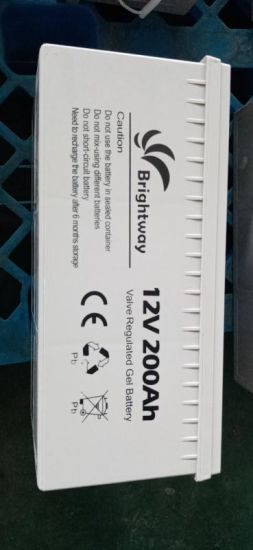 Brightway
12V 200Ah
Valve Regulated Gel Battery
Caution
Do not use the battery in sealed container
Do not mix-using different batteries
Do not short-circuit battery
Need to recharge the battery after 6 months storage
CE
Pb
Pb